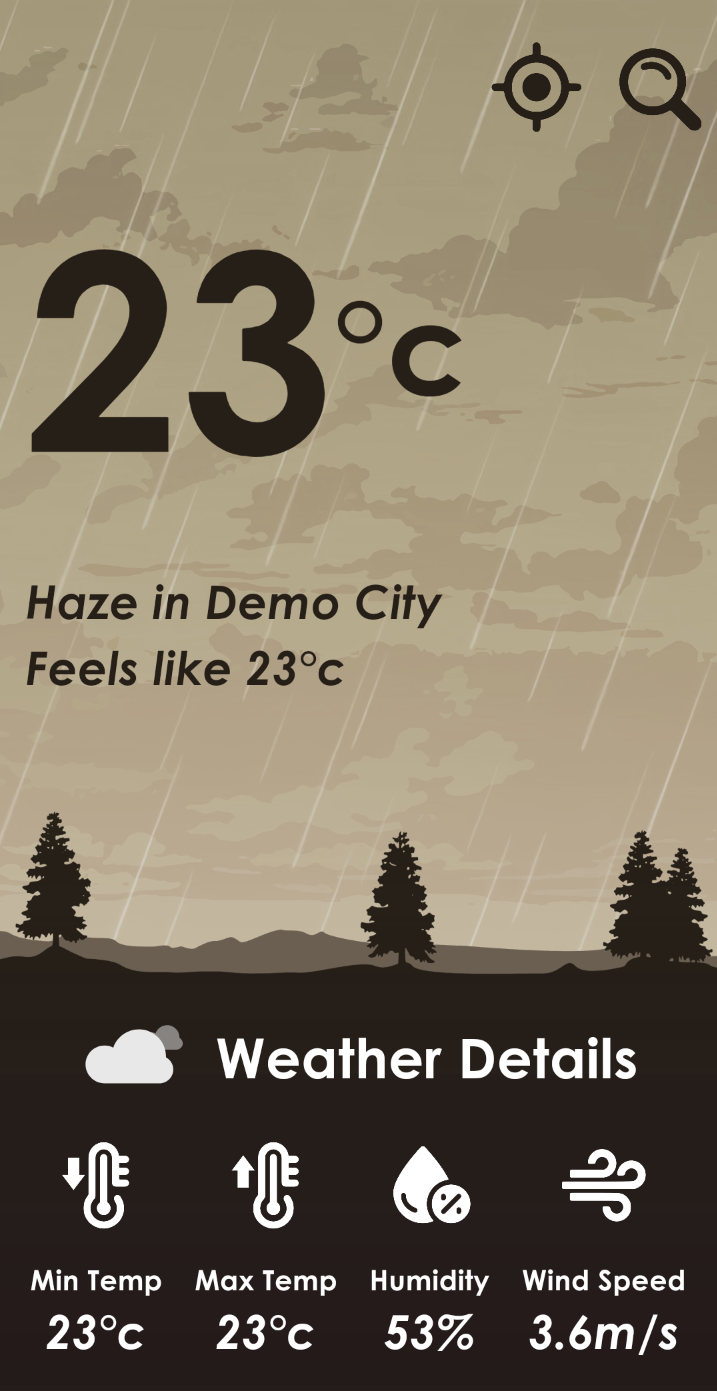 23°c
Haze in Demo City
Feels like 23°c
Weather Details
Min Temp Max Temp Humidity Wind Speed
23°c 23°c 53% 3.6m/s